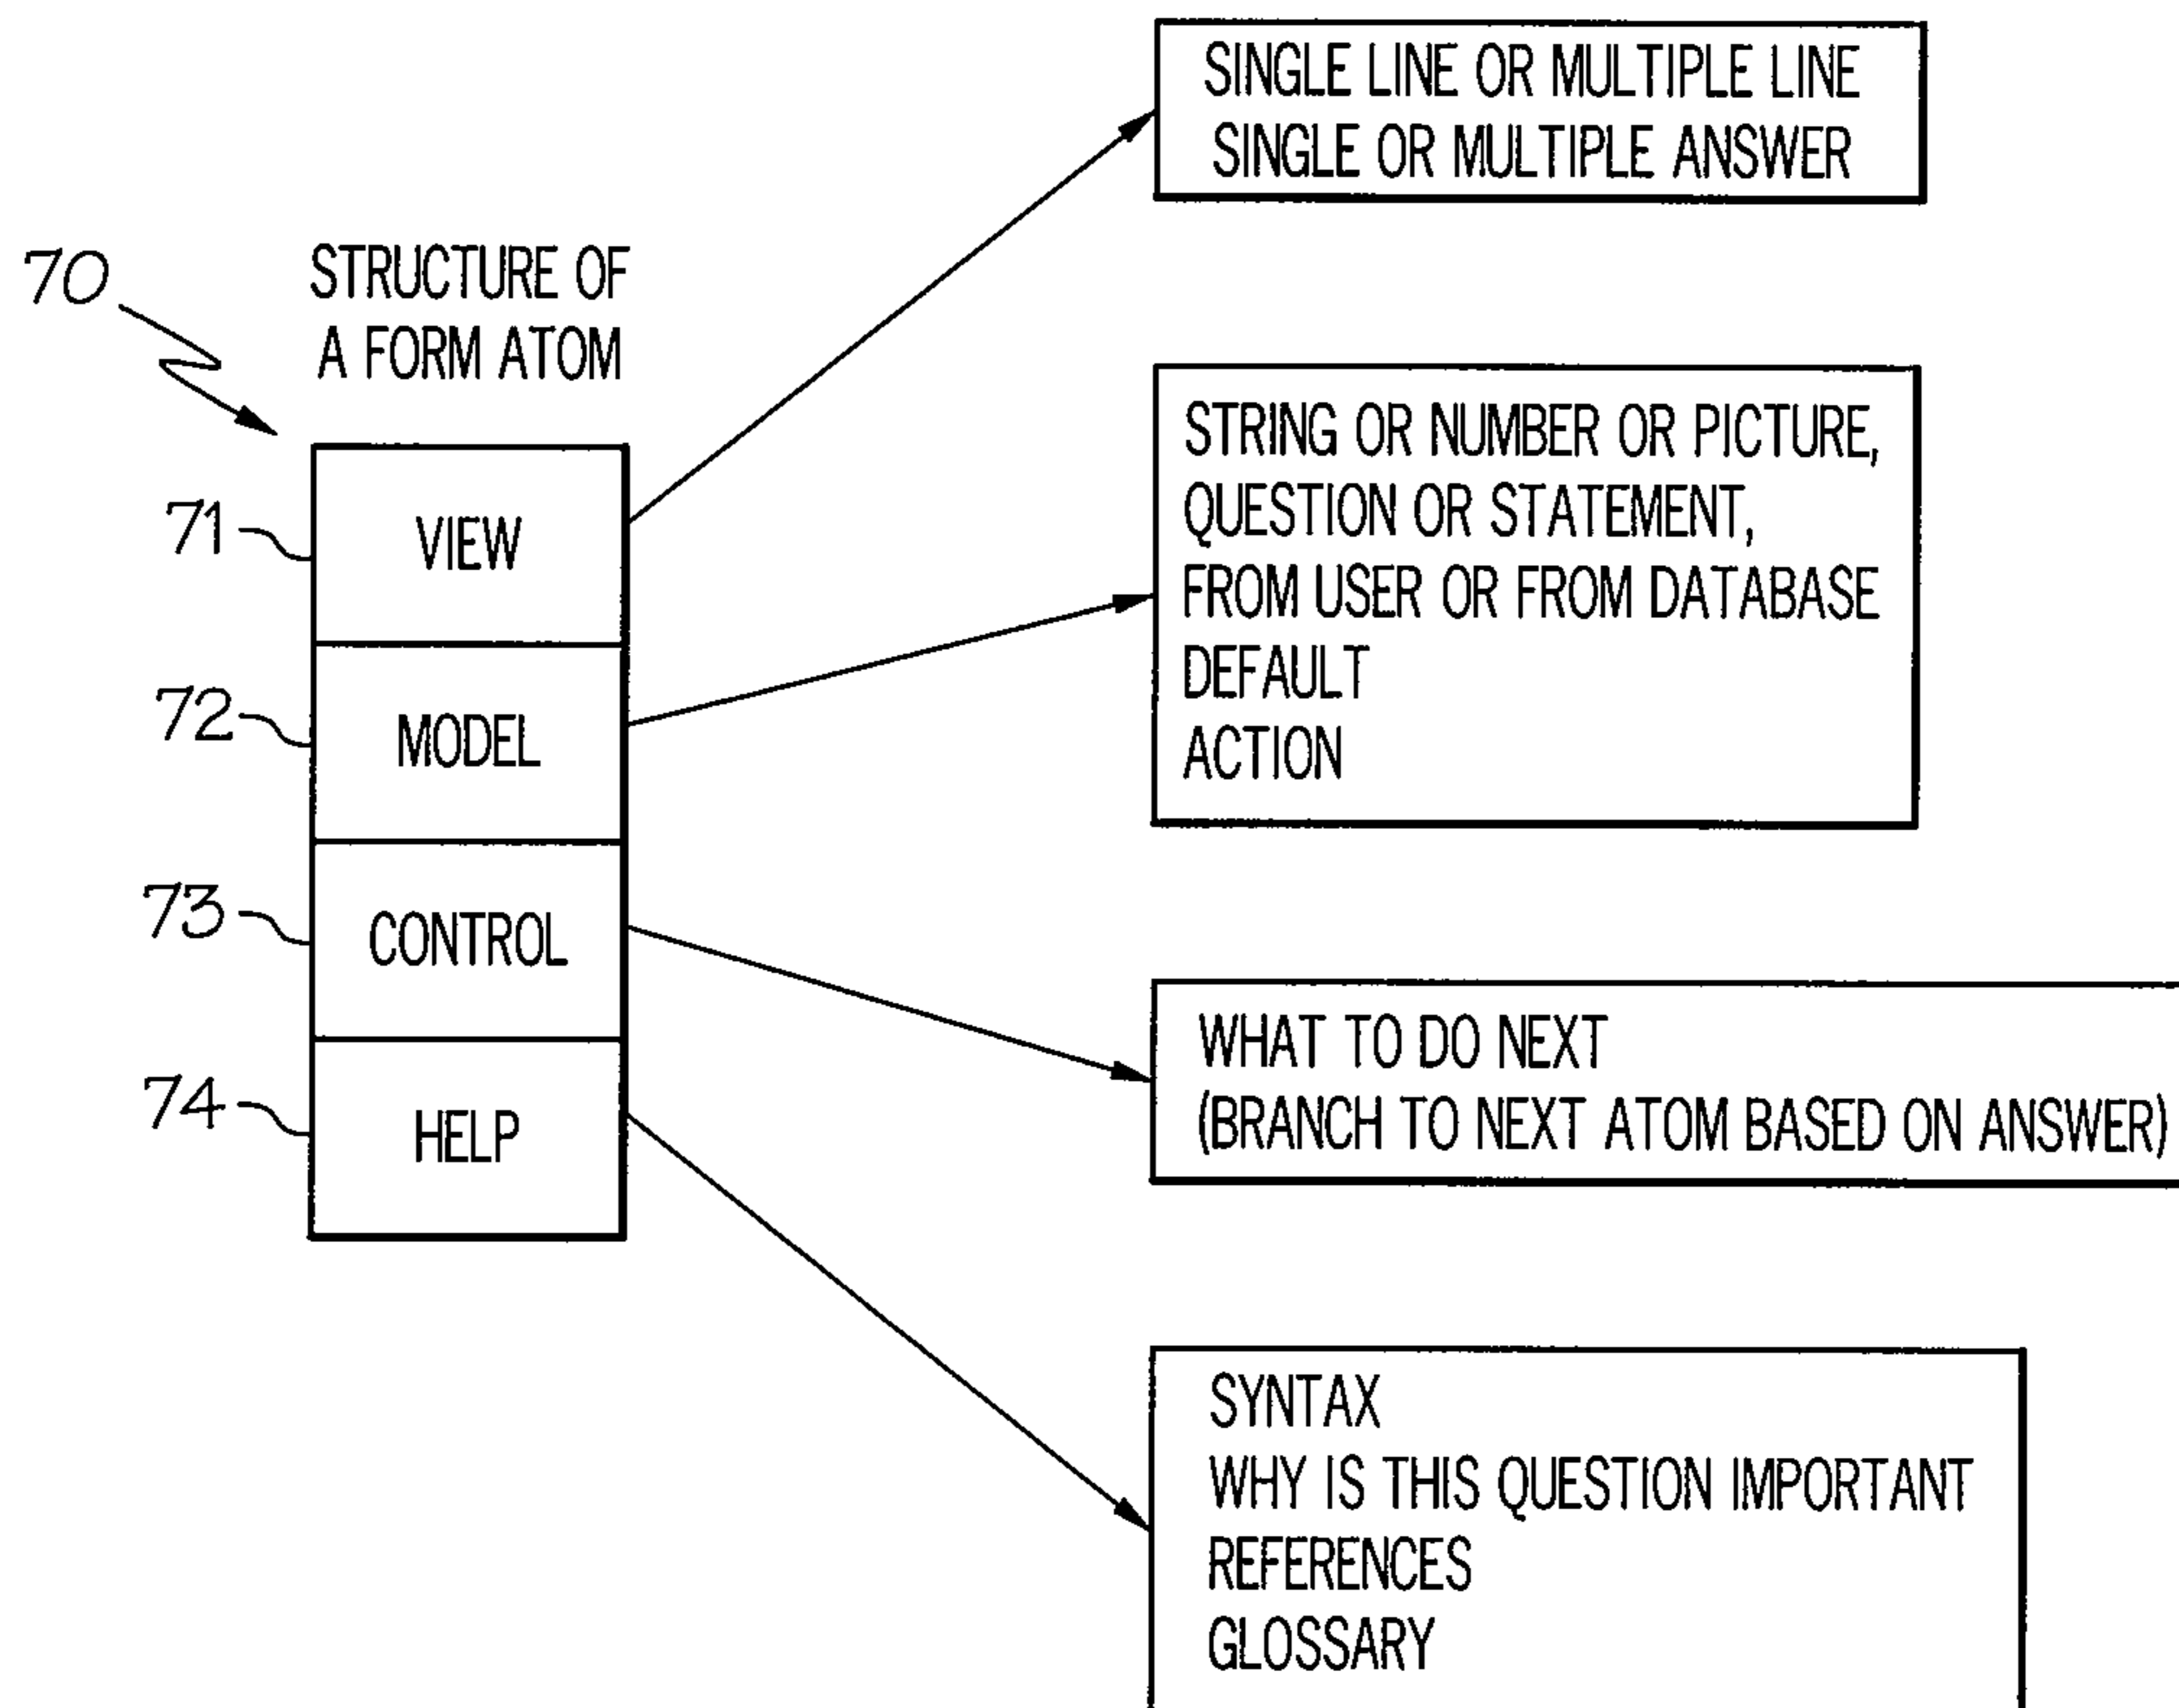 SINGLE LINE OR MULTIPLE LINE
SINGLE OR MULTIPLE ANSWER
70
STRUCTURE OF
A FORM ATOM
71
VIEW
72
MODEL
73
CONTROL
74
HELP
STRING OR NUMBER OR PICTURE,
QUESTION OR STATEMENT,
FROM USER OR FROM DATABASE
DEFAULT
ACTION
WHAT TO DO NEXT
(BRANCH TO NEXT ATOM BASED ON ANSWER)
SYNTAX
WHY IS THIS QUESTION IMPORTANT
REFERENCES
GLOSSARY